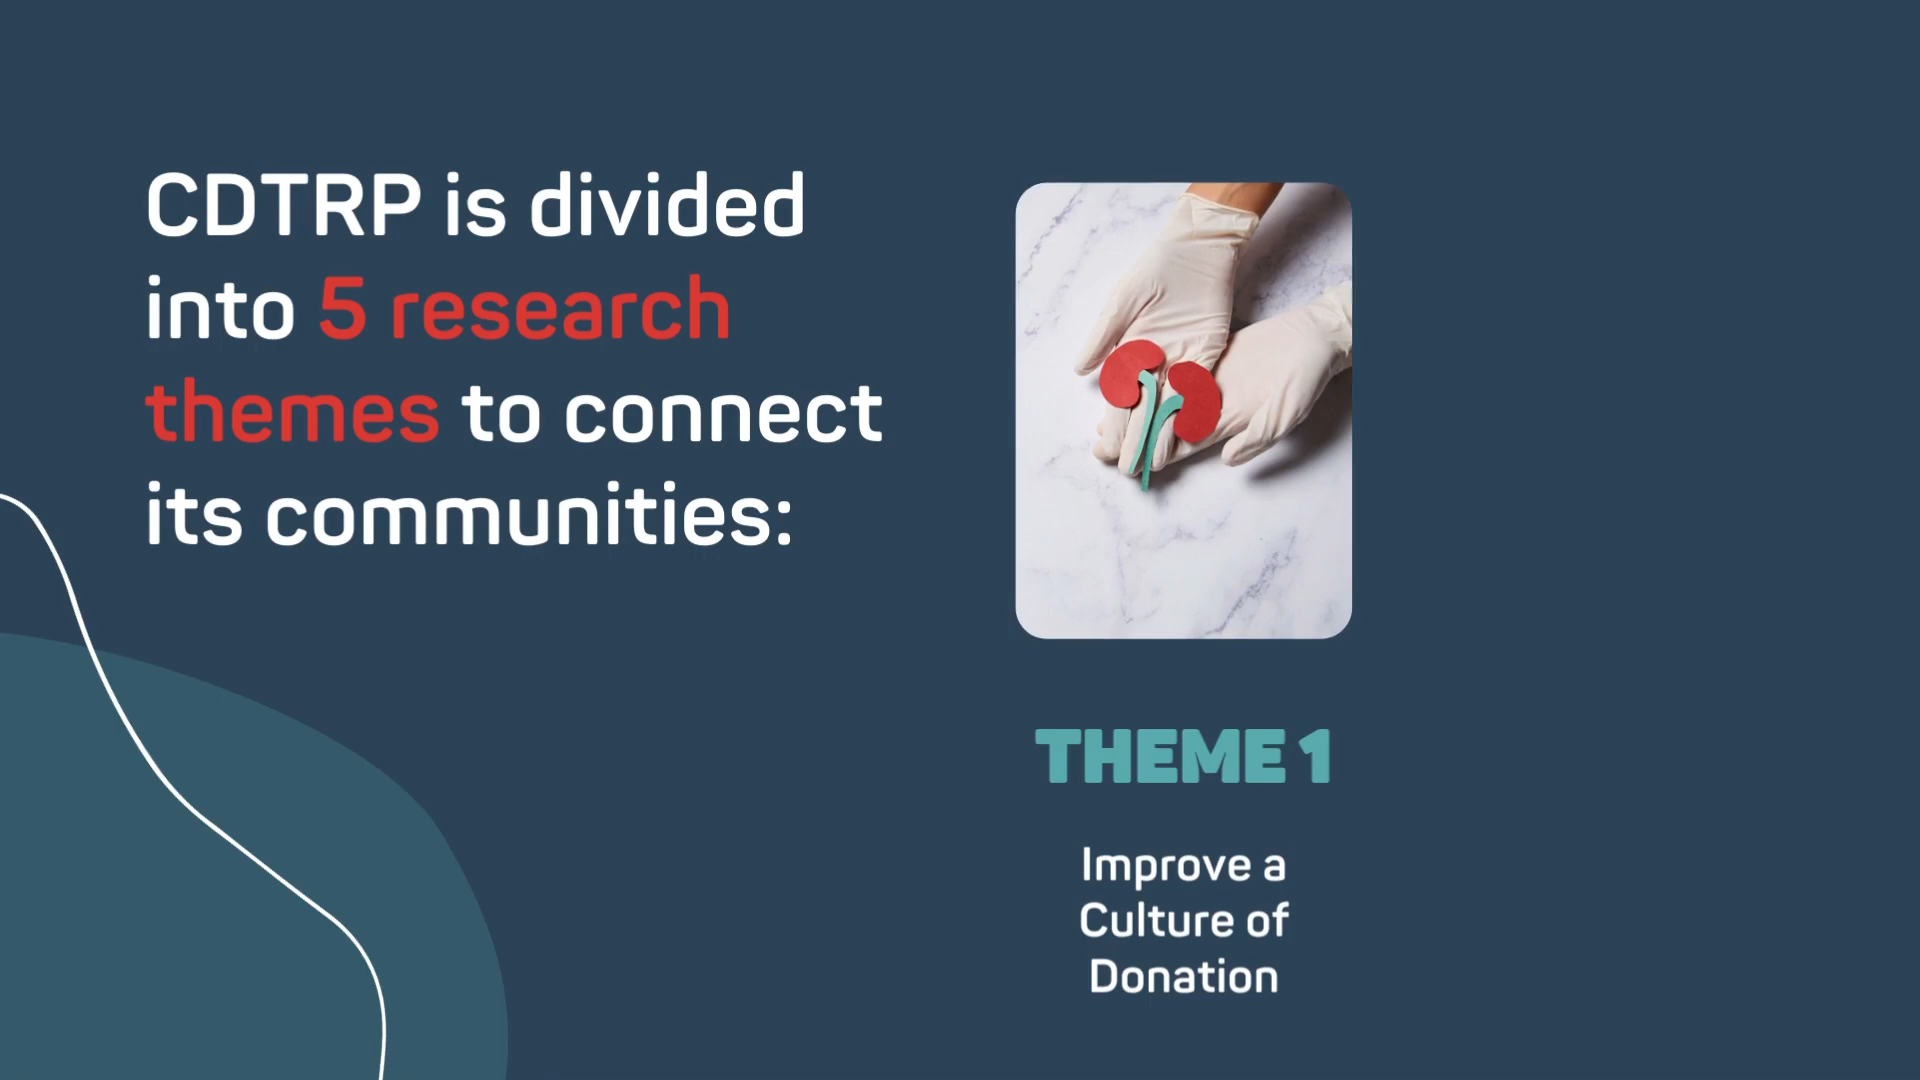 CDTRP is divided
into 5 research
themes to connect
its communities:
THEME 1
Improve a
Culture of
Donation